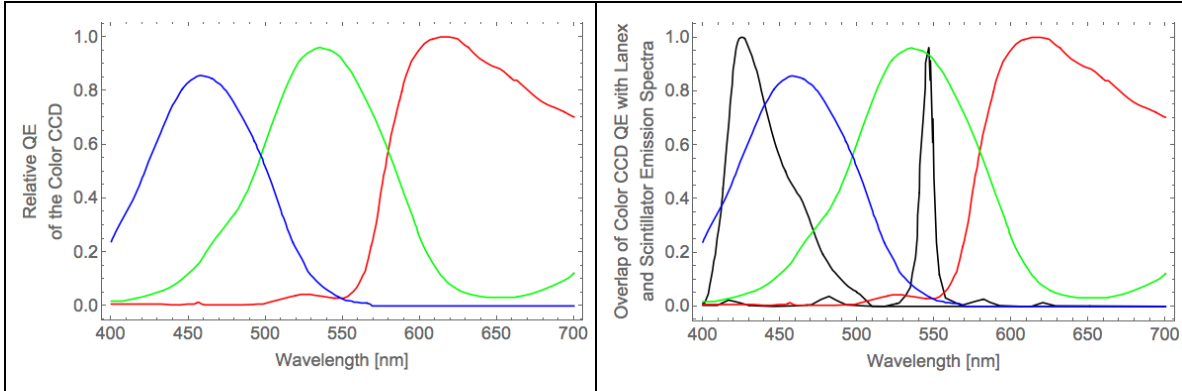 Relative QE
of the Color CCD
1.0
0.8
0.6
0.4
0.2
0.0
400 450 500 550 600 650 700
Wavelength [nm]
Overlap of Color CCD QE with Lanex
and Scintillator Emission Spectra
1.0
0.8
0.6
0.4
0.2
0.0
400 450 500 550 600 650 700
Wavelength [nm]